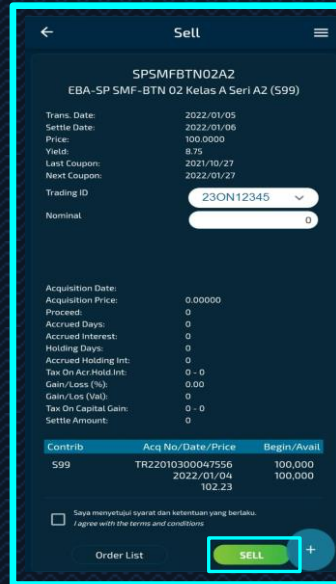 Sell
SPSMFBTN02A2
EBA-SP SMF-BTN 02 Kelas A Seri A2 (S99)
Trans. Date: 2022/01/05
Settle Date: 2022/01/06
Price: 100.0000
Yield: 8.75
Last Coupon: 2021/10/27
Next Coupon: 2022/01/27
Trading ID 23ON12345
Nominal 0
Acquisition Date:
Acquisition Price: 0.00000
Proceed: 0
Accrued Days: 0
Accrued Interest: 0
Holding Days: 0
Accrued Holding Int: 0
Tax On Acr.Hold.Int: 0 - 0
Gain/Loss (%): 0.00
Gain/Los (Val): 0
Tax On Capital Gain: 0 - 0
Settle Amount: 0
Contrib Acq No/Date/Price Begin/Avail
S99 TR22010300047556 100,000
2022/01/04 100,000
102.23
Saya menyetujui syarat dan ketentuan yang berlaku.
I agree with the terms and conditions
Order List SELL +